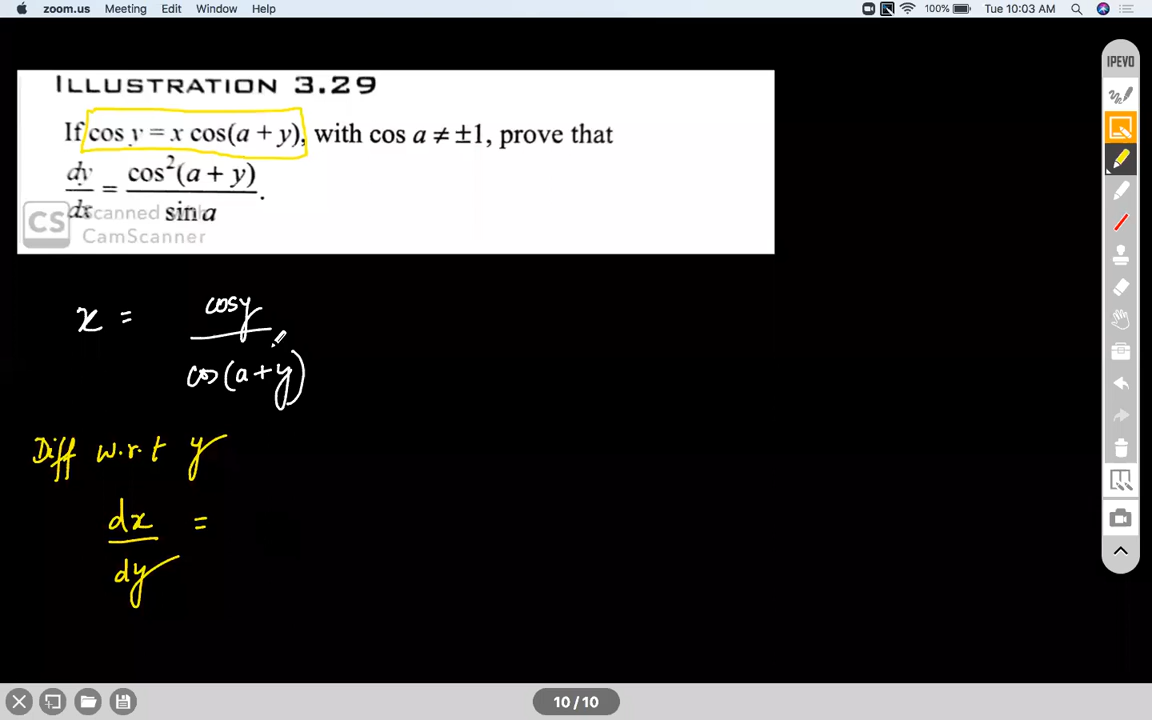 zoom.us Meeting Edit Window Help 100% Tue 10:03 AM
IPEVO
ILLUSTRATION 3.29
If cos y = x cos(a + y), with cos a ≠ ±1, prove that
dy/dx = cos²(a + y)/sin a.
CS Scanned with
CamScanner
x = cosy/cos(a+y)
Diff w.r.t y
dx/dy =
10 / 10